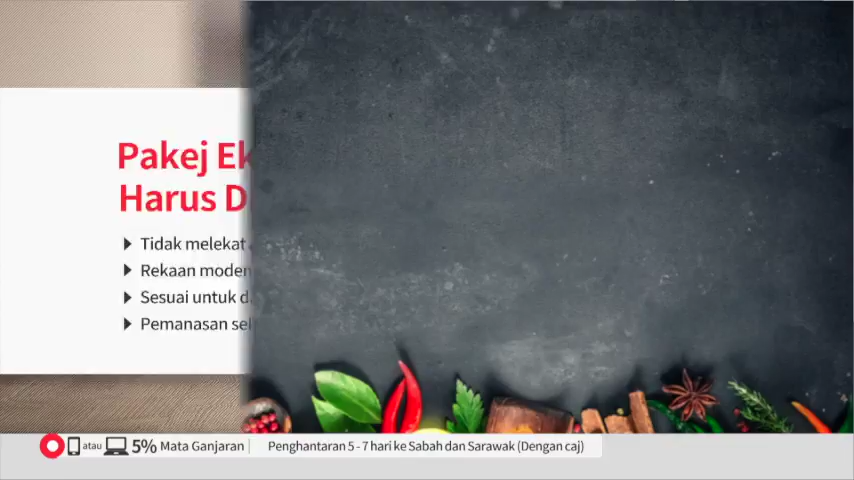 Pakej Ek
Harus D
Tidak melekat
Rekaan moden
Sesuai untuk d
Pemanasan sel
atau 5% Mata Ganjaran | Penghantaran 5 - 7 hari ke Sabah dan Sarawak (Dengan caj)